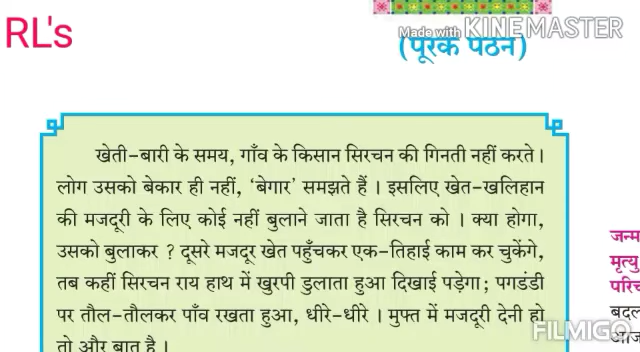 RL's
Made with KINEMASTER
(पूरक पठन)
खेती-बारी के समय, गाँव के किसान सिरचन की गिनती नहीं करते ।
लोग उसको बेकार ही नहीं, ‘बेगार’ समझते हैं । इसलिए खेत-खलिहान
की मजदूरी के लिए कोई नहीं बुलाने जाता है सिरचन को । क्या होगा,
उसको बुलाकर ? दूसरे मजदूर खेत पहुँचकर एक-तिहाई काम कर चुकेंगे,
तब कहीं सिरचन राय हाथ में खुरपी डुलाता हुआ दिखाई पड़ेगा; पगडंडी
पर तौल-तौलकर पाँव रखता हुआ, धीरे-धीरे । मुफ्त में मजदूरी देनी हो
तो और बात है ।
जन्म
मृत्यु
परिच
बदल
आज
FILMIGO